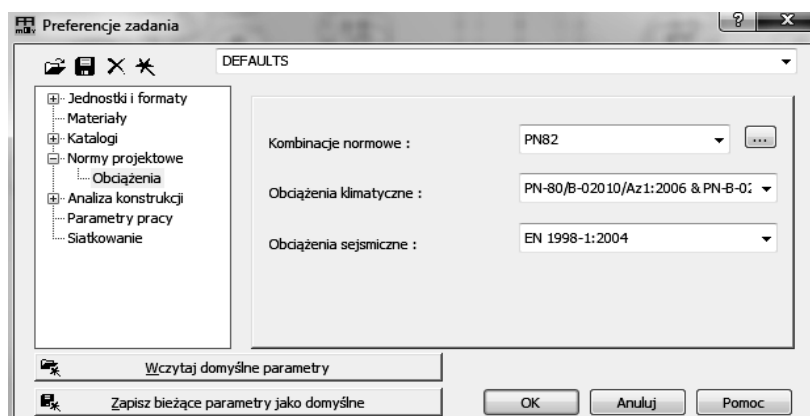 Preferencje zadania
DEFAULTS
Jednostki i formaty
Materiały
Katalogi
Normy projektowe
Obciążenia
Analiza konstrukcji
Parametry pracy
Siatkowanie
Kombinacje normowe :
PN82
...
Obciążenia klimatyczne :
PN-80/B-02010/Az1:2006 & PN-B-02
Obciążenia sejsmiczne :
EN 1998-1:2004
Wczytaj domyślne parametry
Zapisz bieżące parametry jako domyślne
OK
Anuluj
Pomoc